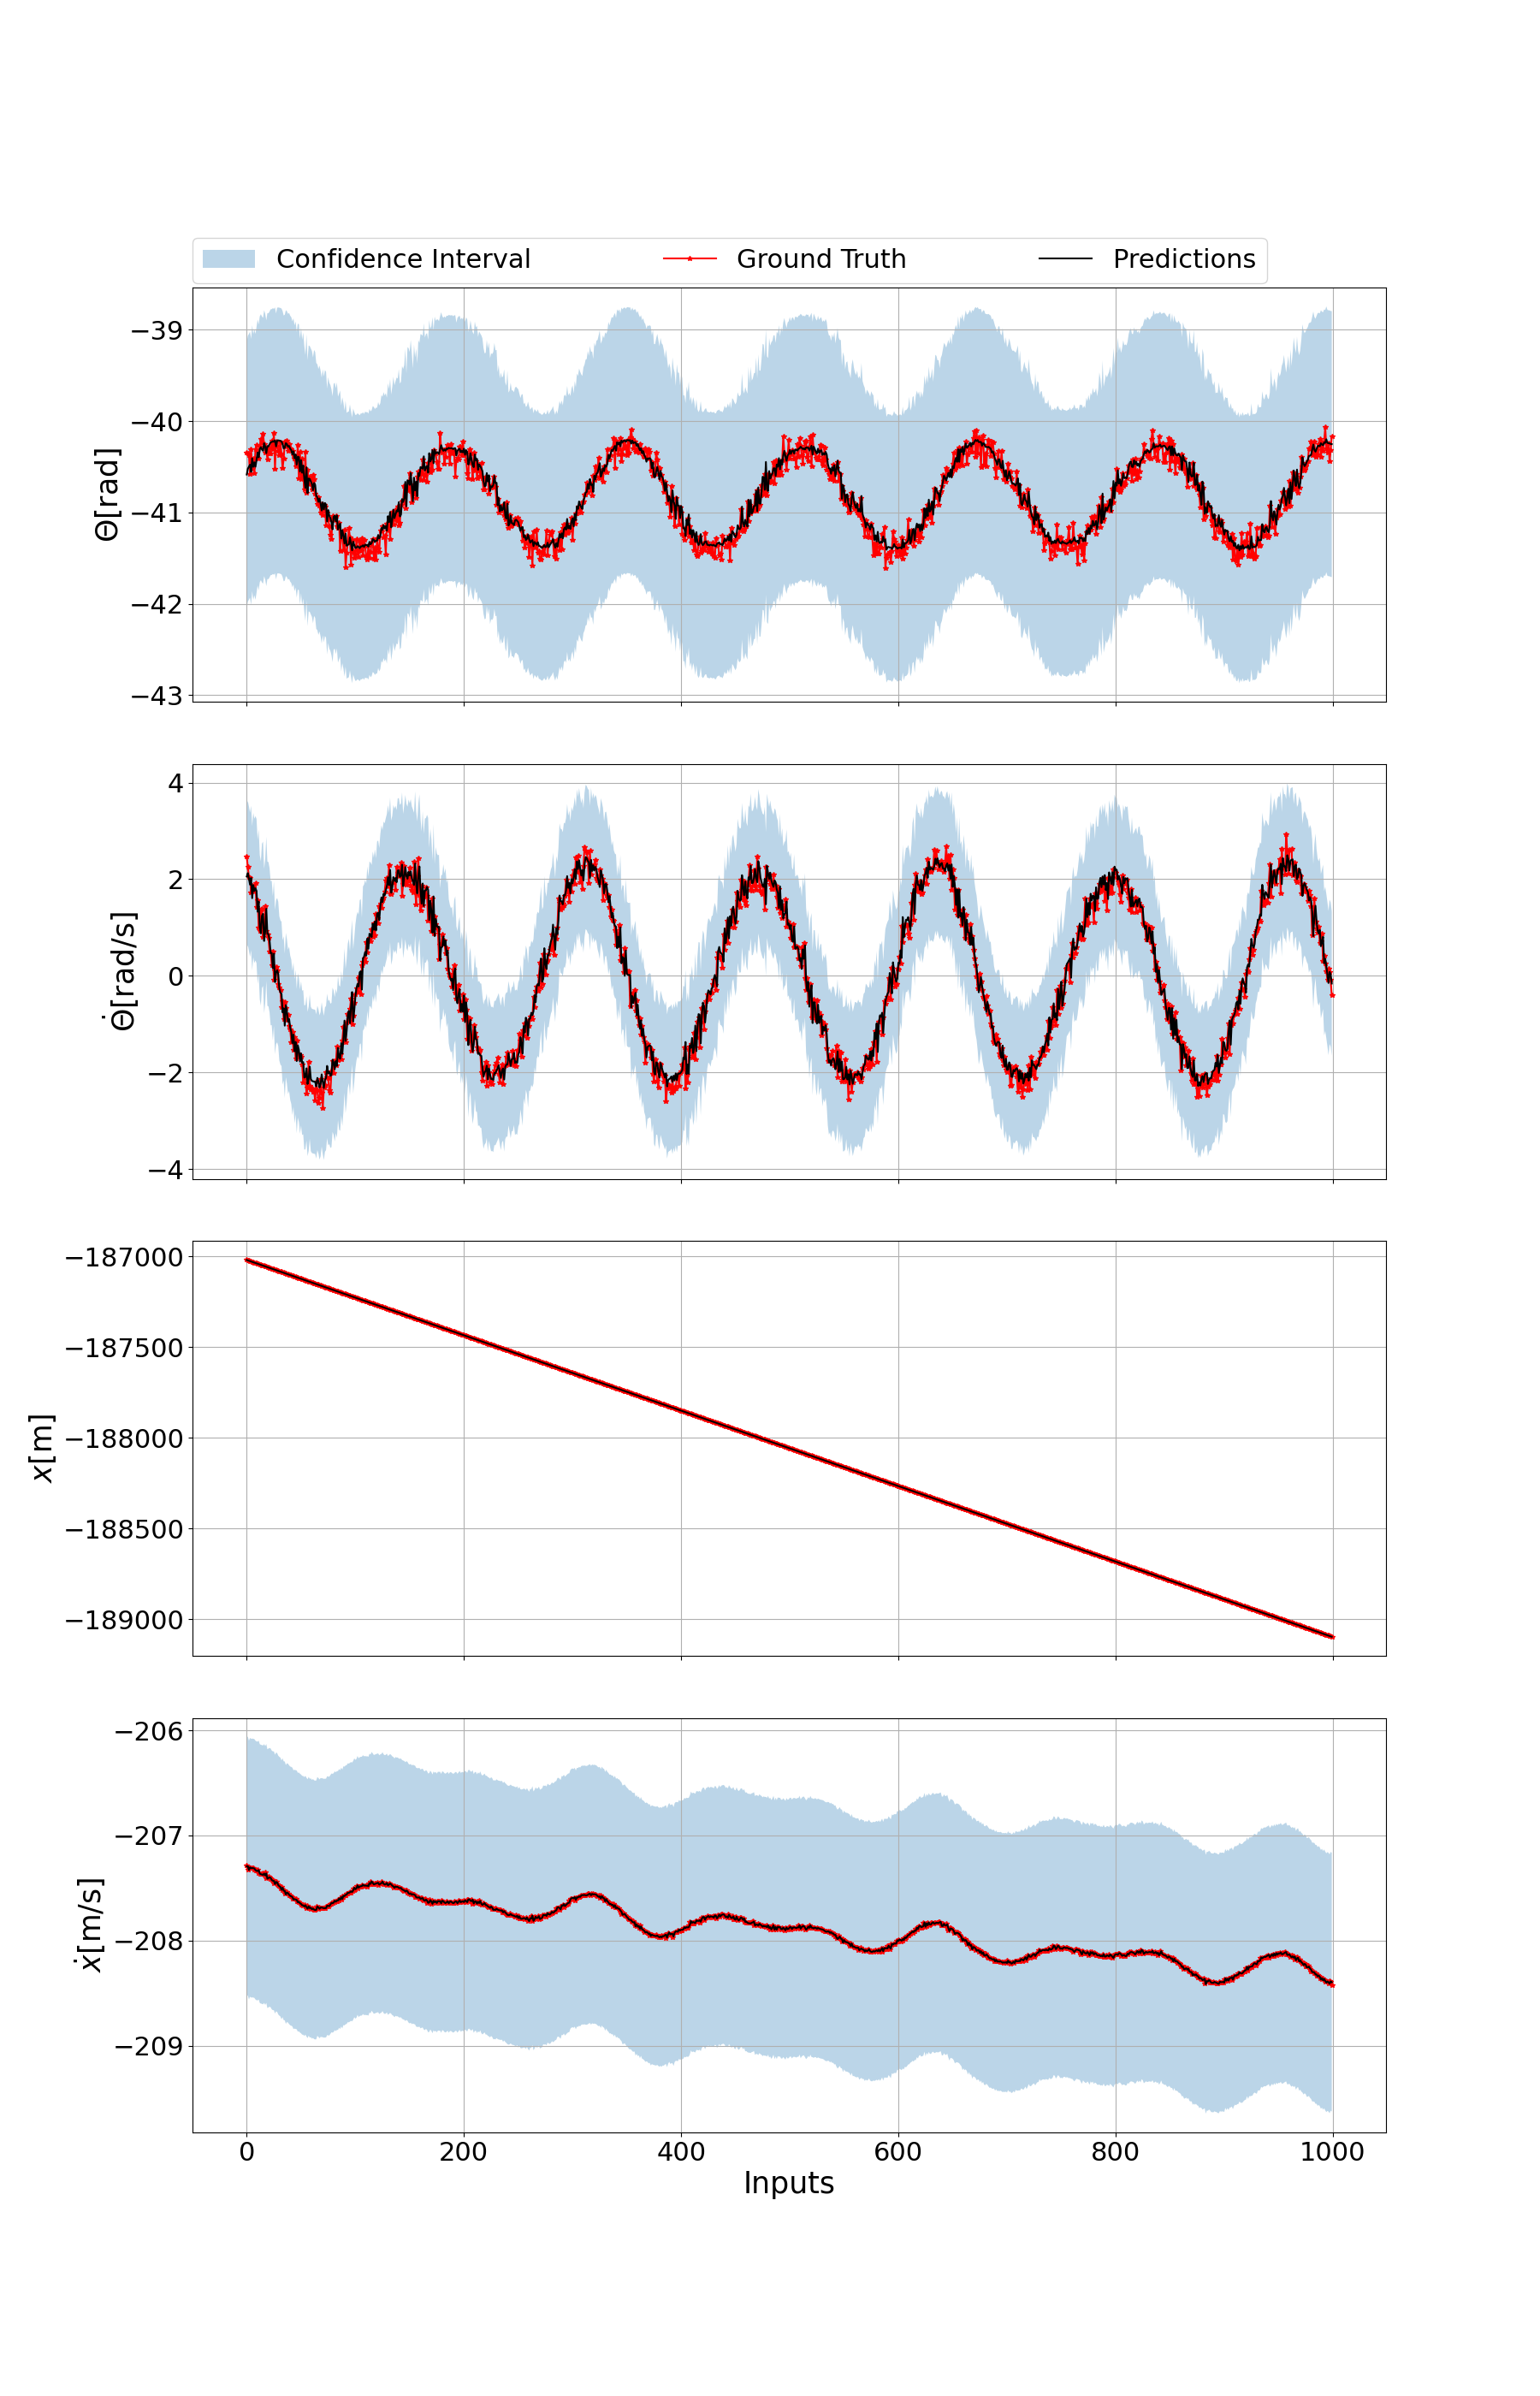 Confidence Interval Ground Truth Predictions
−39
−40
−41
−42
−43
Θ[rad]
4
2
0
−2
−4
Θ̇[rad/s]
−187000
−187500
−188000
−188500
−189000
x[m]
−206
−207
−208
−209
ẋ[m/s]
0 200 400 600 800 1000
Inputs